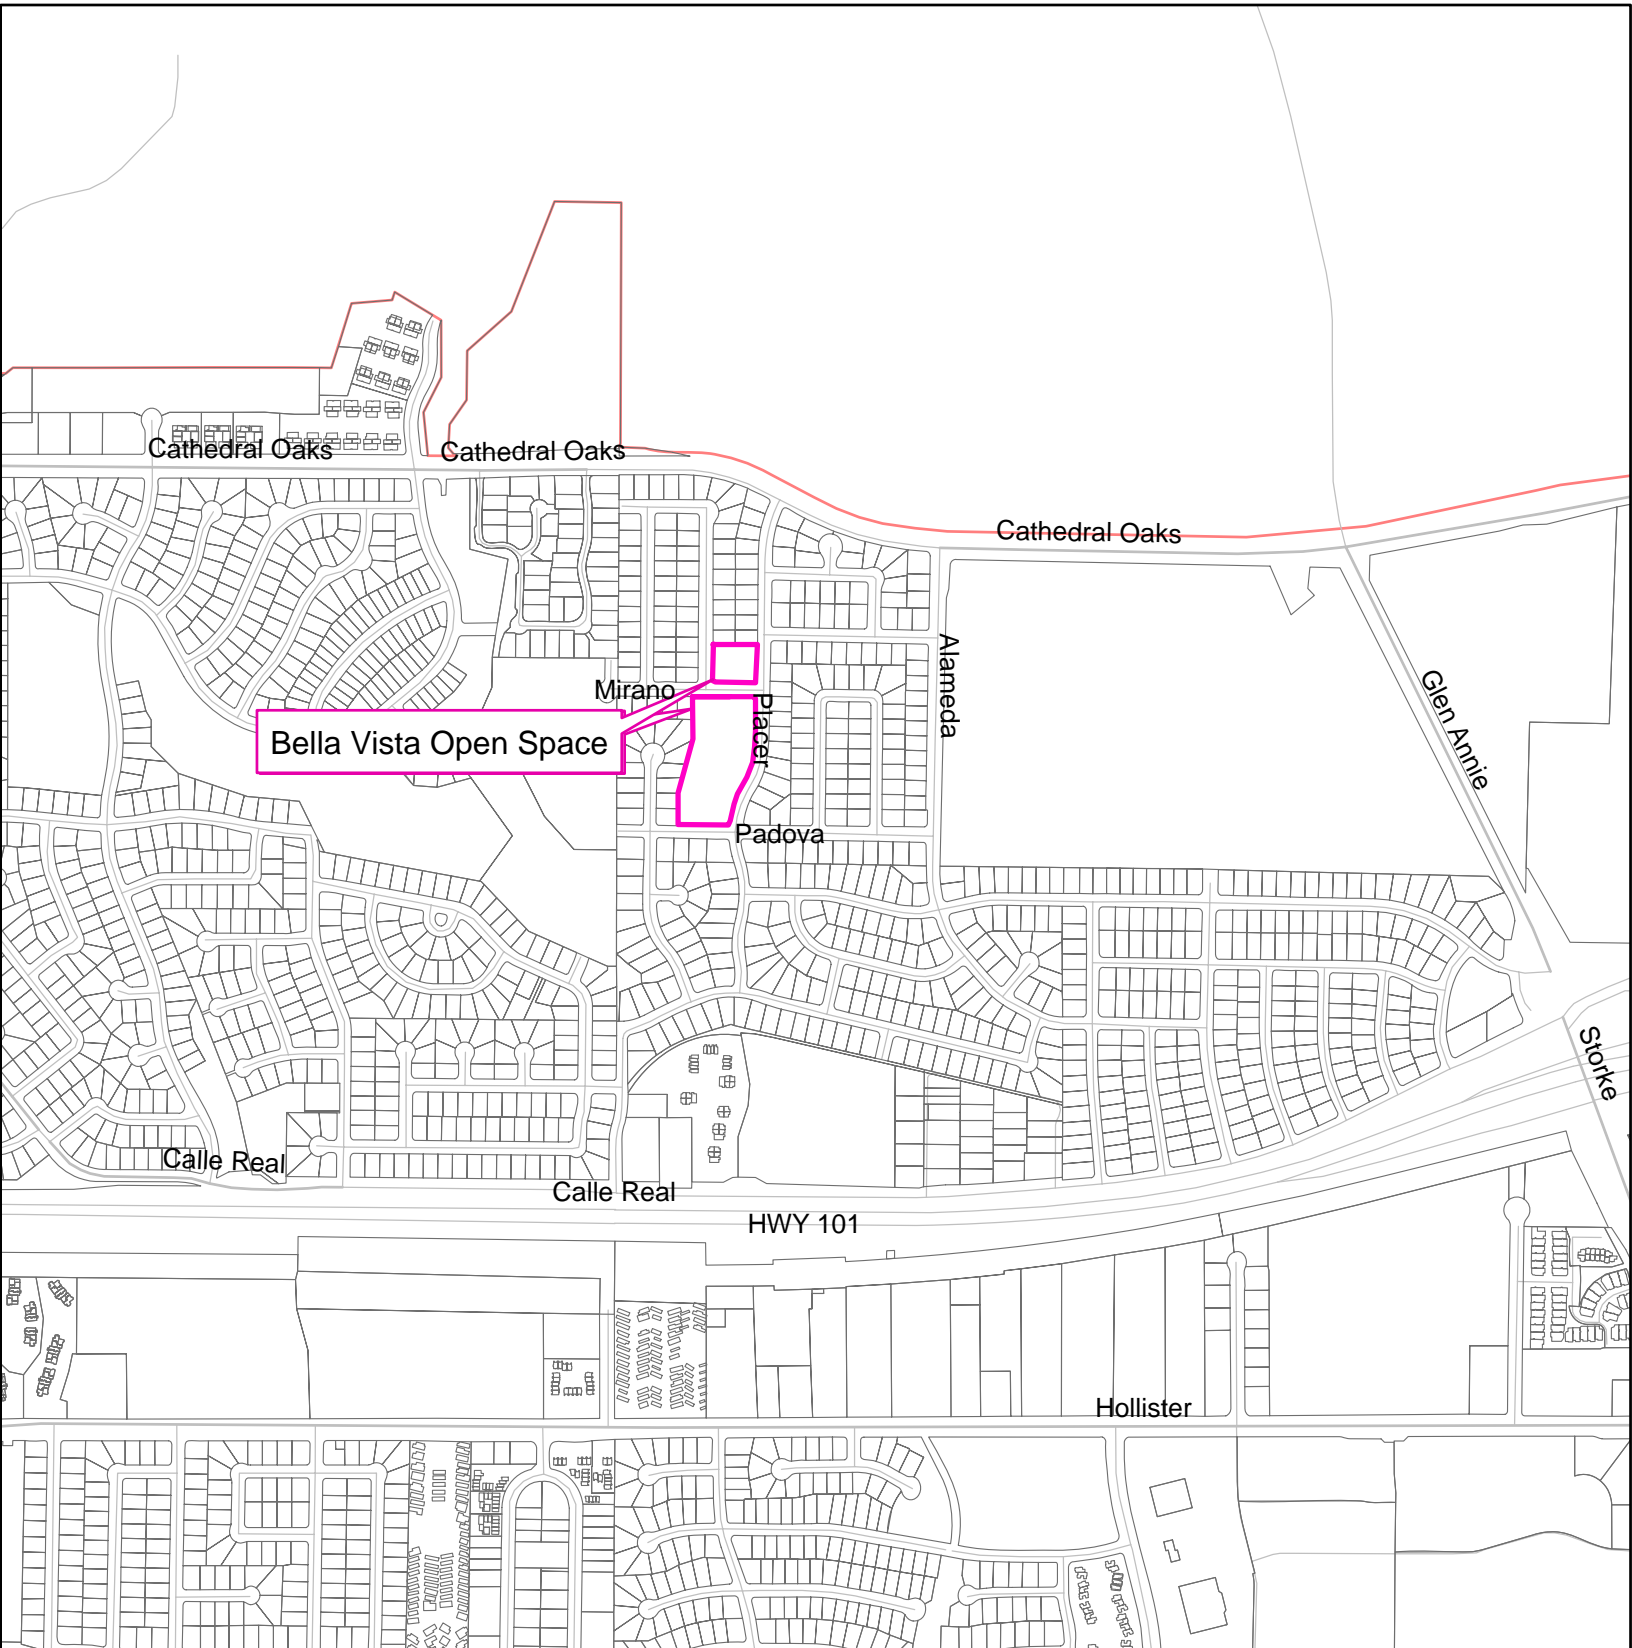 Cathedral Oaks
Cathedral Oaks
Cathedral Oaks
Alameda
Glen Annie
Mirano
Placer
Bella Vista Open Space
Padova
Storke
Calle Real
Calle Real
HWY 101
Hollister